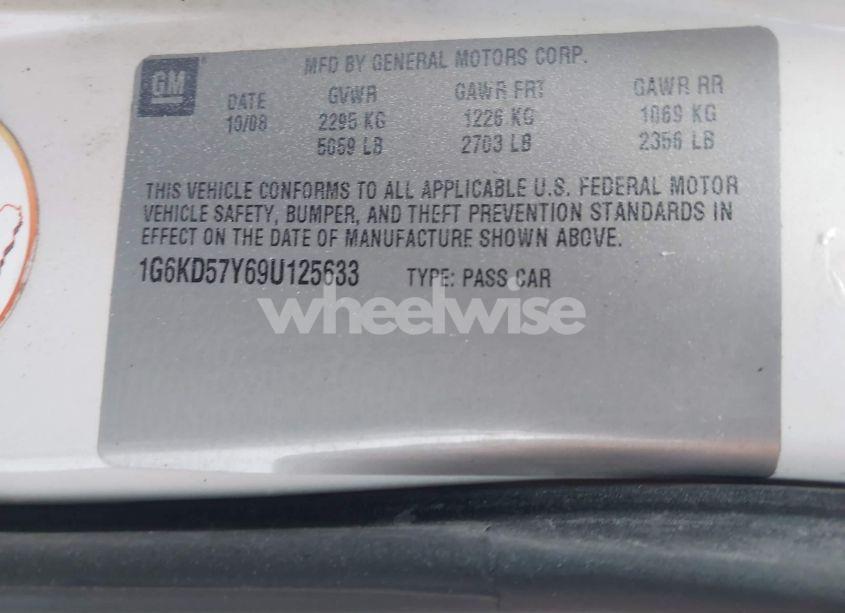 GM
MFD BY GENERAL MOTORS CORP.
DATE GVWR GAWR FRT GAWR RR
10/08 2295 KG 1226 KG 1069 KG
5059 LB 2703 LB 2356 LB
THIS VEHICLE CONFORMS TO ALL APPLICABLE U.S. FEDERAL MOTOR
VEHICLE SAFETY, BUMPER, AND THEFT PREVENTION STANDARDS IN
EFFECT ON THE DATE OF MANUFACTURE SHOWN ABOVE.
1G6KD57Y69U125633 TYPE: PASS CAR
wheelwise